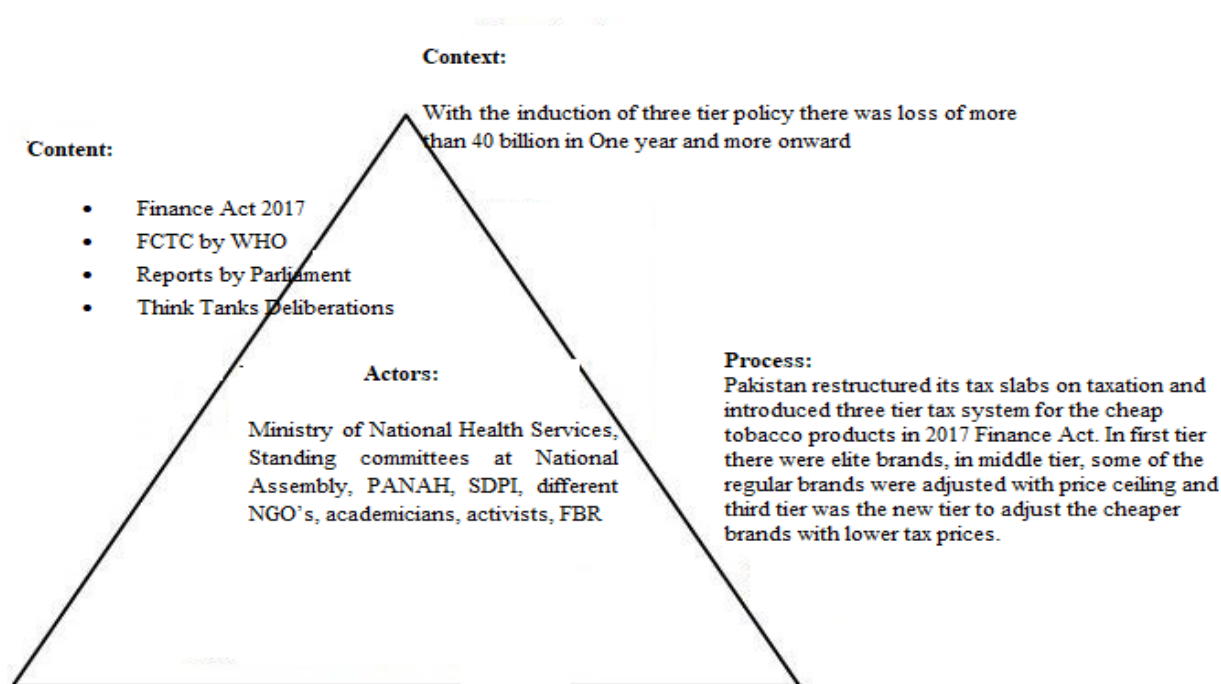 Context:
With the induction of three tier policy there was loss of more
than 40 billion in One year and more onward
Content:
• Finance Act 2017
• FCTC by WHO
• Reports by Parliament
• Think Tanks Deliberations
Actors:
Ministry of National Health Services,
Standing committees at National
Assembly, PANAH, SDPI, different
NGO's, academicians, activists, FBR
Process:
Pakistan restructured its tax slabs on taxation and
introduced three tier tax system for the cheap
tobacco products in 2017 Finance Act. In first tier
there were elite brands, in middle tier, some of the
regular brands were adjusted with price ceiling and
third tier was the new tier to adjust the cheaper
brands with lower tax prices.